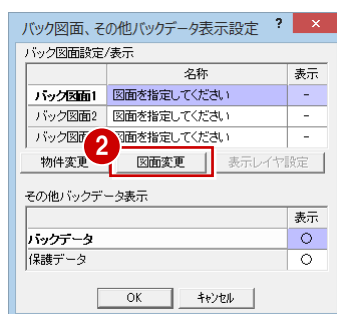 バック図面、その他バックデータ表示設定 ? ×
バック図面設定/表示
名称 表示
バック図面1 図面を指定してください -
バック図面2 図面を指定してください -
バック図面 図面を指定してください -
2
物件変更 図面変更 表示レイヤ設定
その他バックデータ表示
表示
バックデータ ○
保護データ ○
OK キャンセル